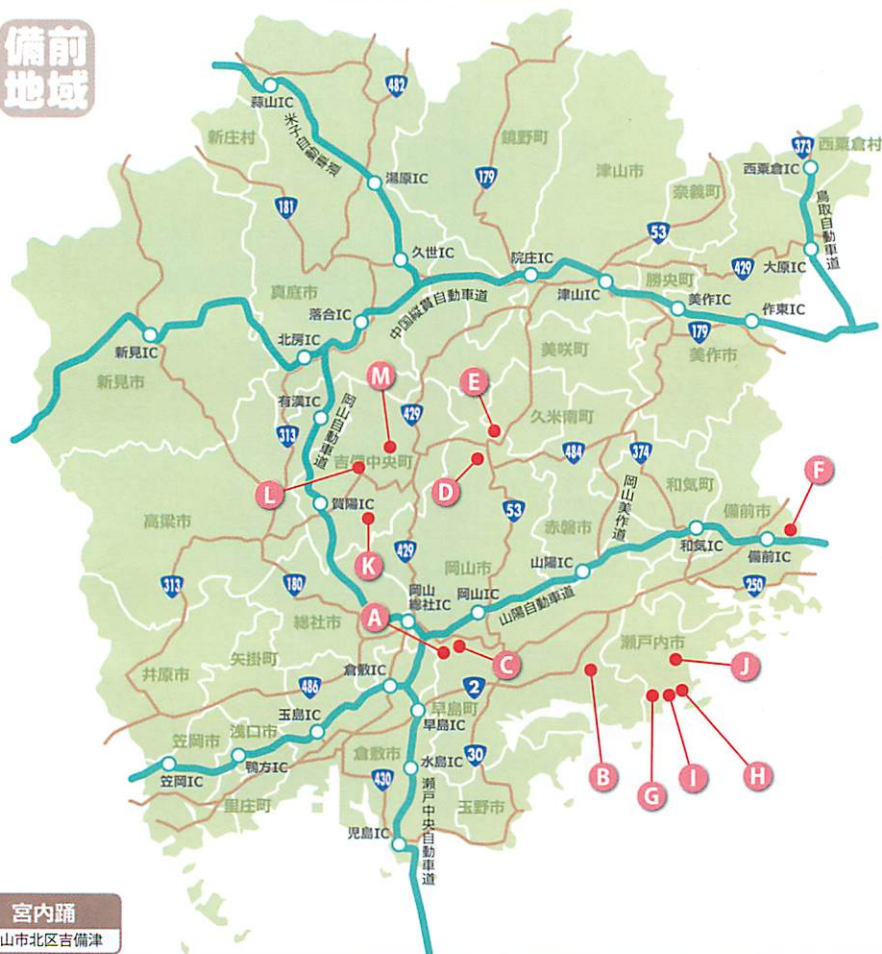 備前
地域
482
373
蒜山IC
西粟倉村
新庄村
米子自動車道
鏡野町
津山市
西粟倉IC
湯原IC
179
奈義町
鳥取自動車道
181
53
久世IC
院庄IC
429
大原IC
真庭市
勝央町
津山IC
落合IC
中国縦貫自動車道
美作IC
作東IC
新見IC
北房IC
179
美咲町
美作市
新見市
M
E
有漢IC
岡山自動車道
429
久米南町
313
484
374
吉備中央町
和気町
L
D
岡山美作道
F
賀陽IC
53
備前市
高梁市
赤磐市
和気IC
備前IC
K
429
岡山市
山陽IC
313
180
岡山
総社IC
岡山IC
250
A
山陽自動車道
総社市
瀬戸内市
C
J
矢掛町
倉敷IC
井原市
486
2
玉島IC
早島町
早島IC
浅口市
笠岡市
倉敷市
30
B
G
I
H
笠岡IC
鴨方IC
水島IC
430
里庄町
玉野市
瀬戸中央自動車道
児島IC
宮内踊
山市北区吉備津